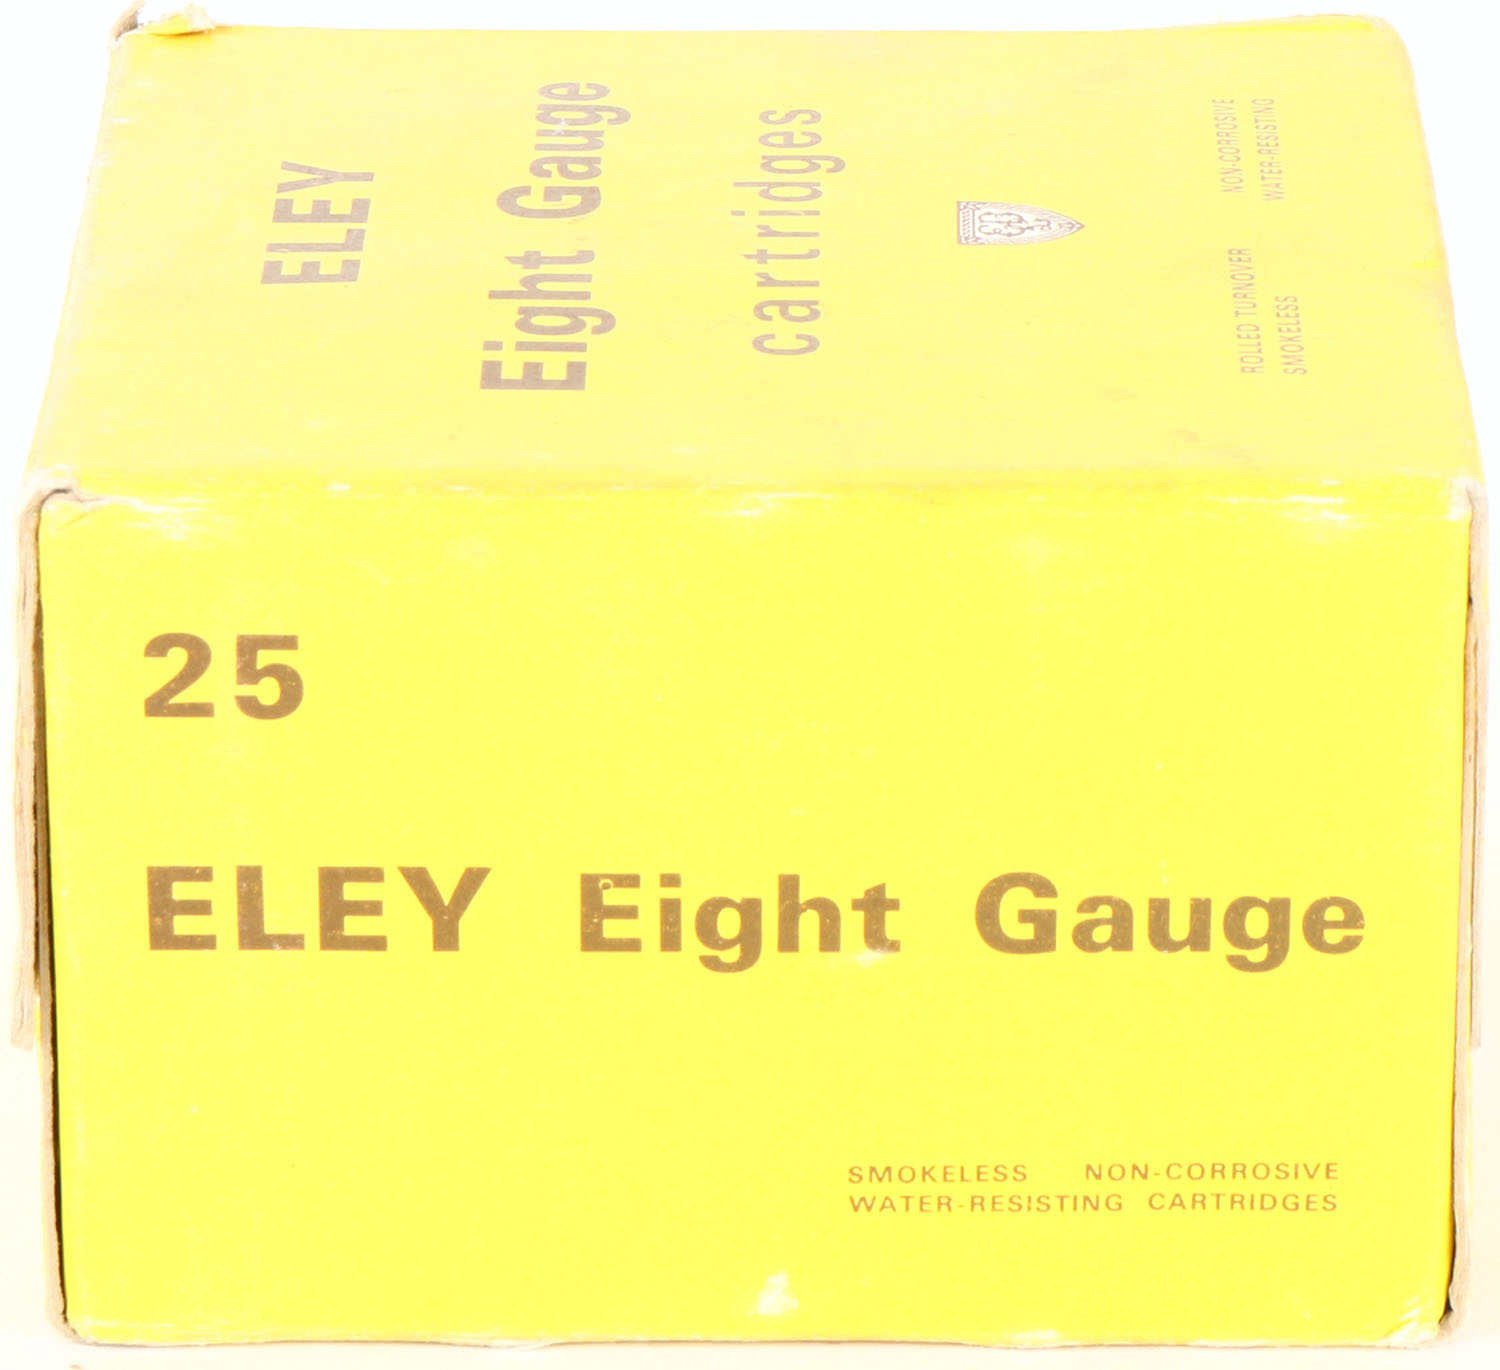 ELEY
Eight Gauge
cartridges
ROLLED TURNOVER NON-CORROSIVE
SMOKELESS WATER-RESISTING
25
ELEY Eight Gauge
SMOKELESS NON-CORROSIVE
WATER-RESISTING CARTRIDGES